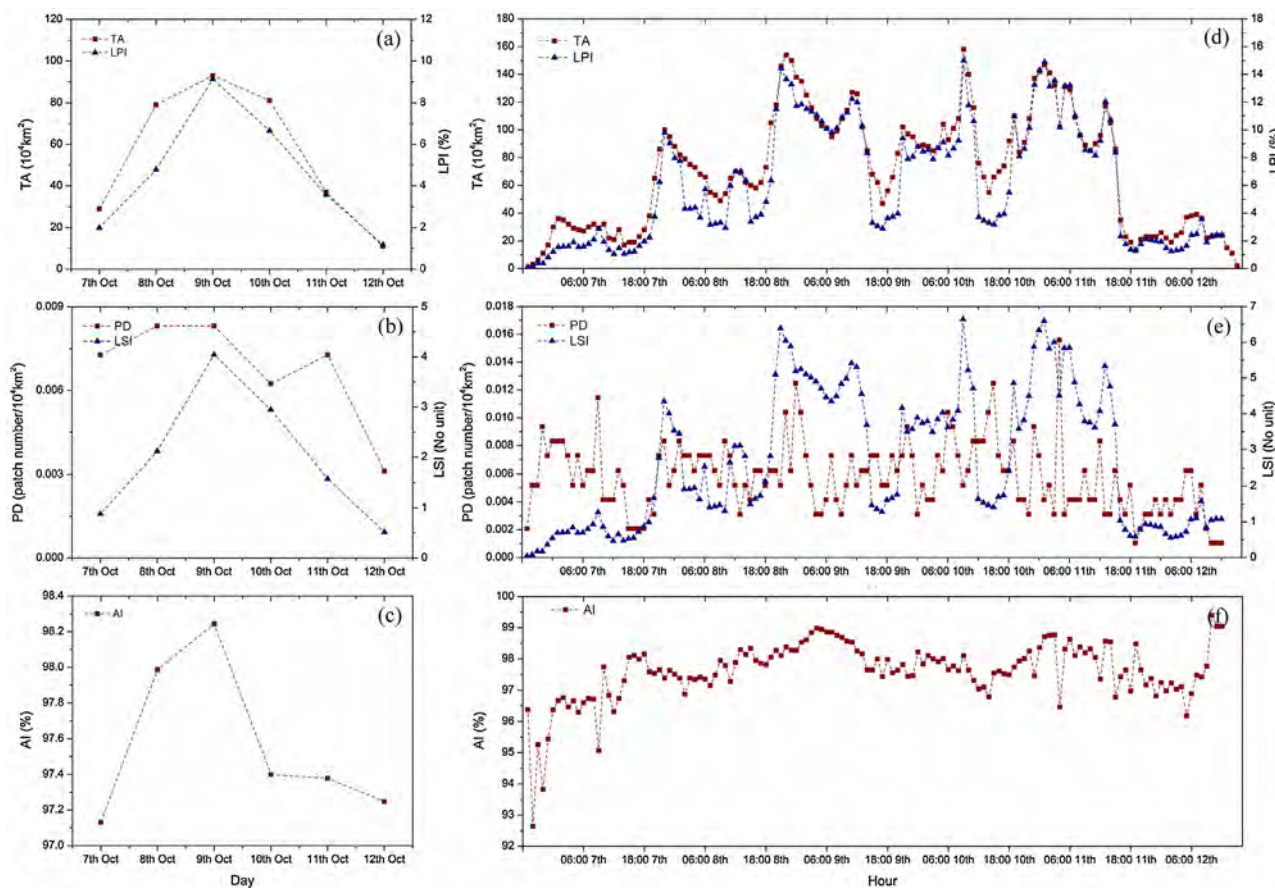 (a)
TA
LPI
TA (10⁴km²)
LPI (%)
120
100
80
60
40
20
0
12
10
8
6
4
2
0
7th Oct 8th Oct 9th Oct 10th Oct 11th Oct 12th Oct
(d)
TA
LPI
TA (10⁴km²)
LPI (%)
180
160
140
120
100
80
60
40
20
0
18
16
14
12
10
8
6
4
2
0
06:00 7th 18:00 7th 06:00 8th 18:00 8th 06:00 9th 18:00 9th 06:00 10th 18:00 10th 06:00 11th 18:00 11th 06:00 12th
(b)
PD
LSI
PD (patch number/10⁴km²)
LSI (No unit)
0.009
0.006
0.003
0.000
5
4
3
2
1
0
7th Oct 8th Oct 9th Oct 10th Oct 11th Oct 12th Oct
(e)
PD
LSI
PD (patch number/10⁴km²)
LSI (No unit)
0.018
0.016
0.014
0.012
0.010
0.008
0.006
0.004
0.002
0.000
7
6
5
4
3
2
1
0
06:00 7th 18:00 7th 06:00 8th 18:00 8th 06:00 9th 18:00 9th 06:00 10th 18:00 10th 06:00 11th 18:00 11th 06:00 12th
(c)
AI
AI (%)
98.4
98.2
98.0
97.8
97.6
97.4
97.2
97.0
7th Oct 8th Oct 9th Oct 10th Oct 11th Oct 12th Oct
Day
(f)
AI
AI (%)
100
99
98
97
96
95
94
93
92
06:00 7th 18:00 7th 06:00 8th 18:00 8th 06:00 9th 18:00 9th 06:00 10th 18:00 10th 06:00 11th 18:00 11th 06:00 12th
Hour